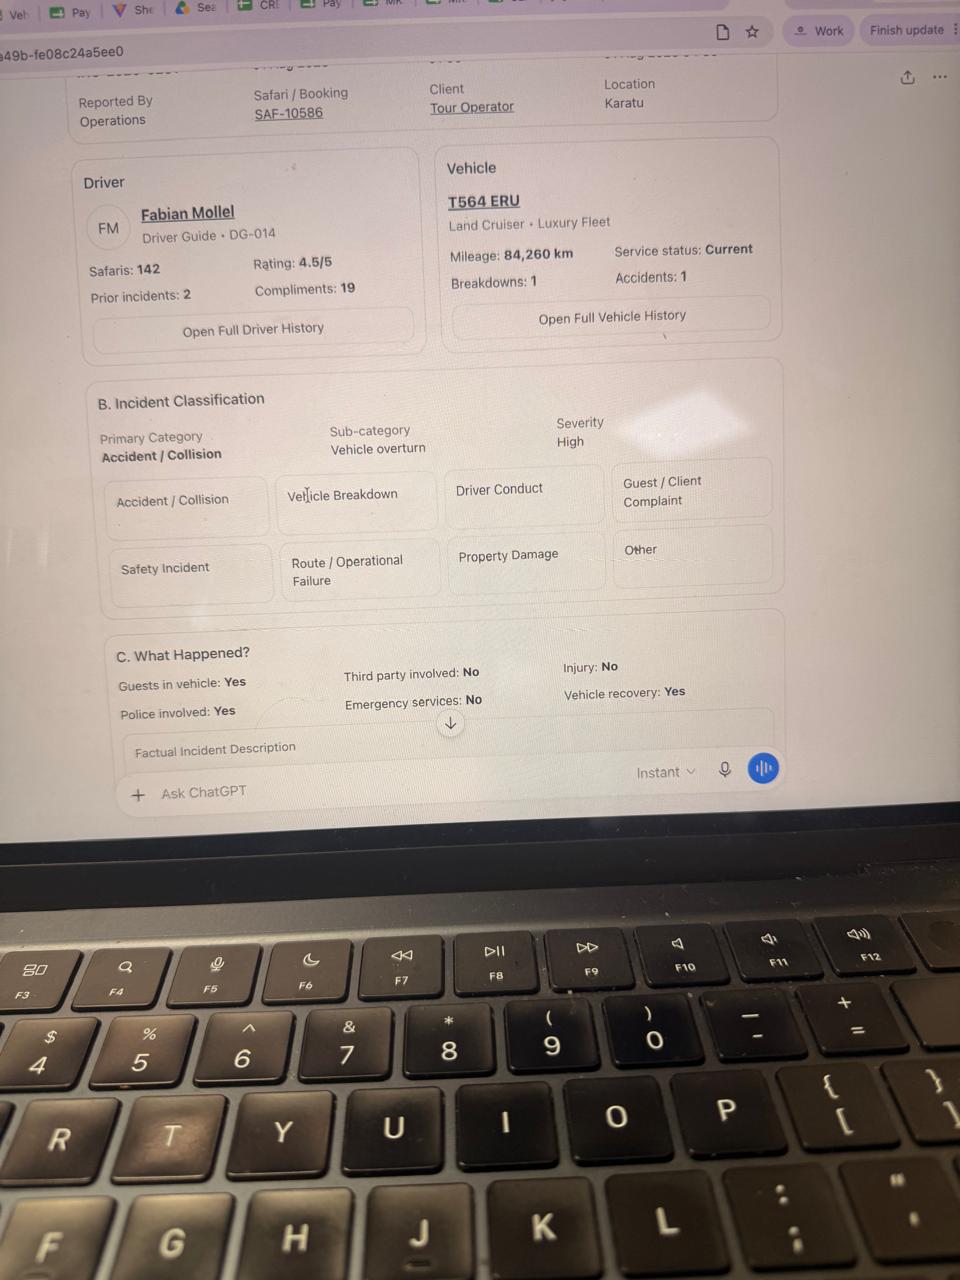 Veh Pay She Sea CRI Pay
a49b-fe08c24a5ee0
Work
Finish update
Reported By
Operations
Safari / Booking
SAF-10586
Client
Tour Operator
Location
Karatu
Driver
FM
Fabian Mollel
Driver Guide • DG-014
Safaris: 142
Rating: 4.5/5
Prior incidents: 2
Compliments: 19
Open Full Driver History
Vehicle
T564 ERU
Land Cruiser • Luxury Fleet
Mileage: 84,260 km
Service status: Current
Breakdowns: 1
Accidents: 1
Open Full Vehicle History
B. Incident Classification
Primary Category
Accident / Collision
Sub-category
Vehicle overturn
Severity
High
Accident / Collision
Vehicle Breakdown
Driver Conduct
Guest / Client
Complaint
Safety Incident
Route / Operational
Failure
Property Damage
Other
C. What Happened?
Guests in vehicle: Yes
Third party involved: No
Injury: No
Police involved: Yes
Emergency services: No
Vehicle recovery: Yes
Factual Incident Description
+ Ask ChatGPT
Instant
F3 F4 F5 F6 F7 F8 F9 F10 F11 F12
$ % ^ & * ( ) — +
4 5 6 7 8 9 0 - =
R T Y U I O P { [ } ]
F G H J K L : ; " '